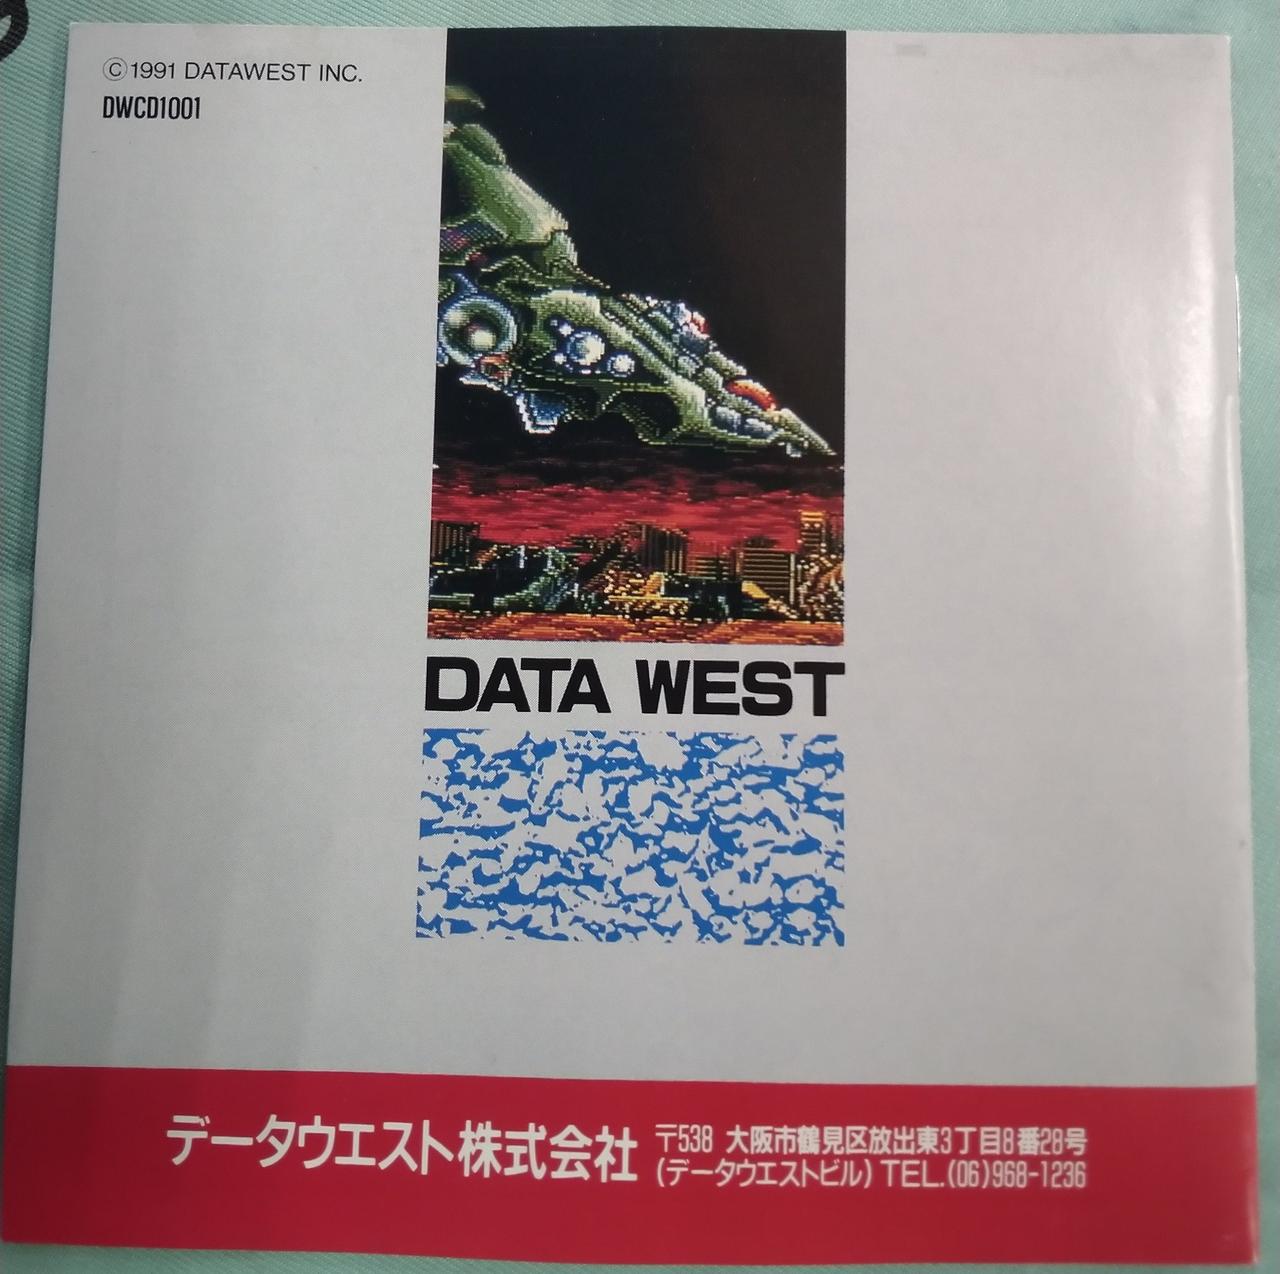 ©1991 DATAWEST INC.
DWCD1001
DATA WEST
データウエスト株式会社
〒538 大阪市鶴見区放出東3丁目8番28号
(データウエストビル) TEL.(06)968-1236